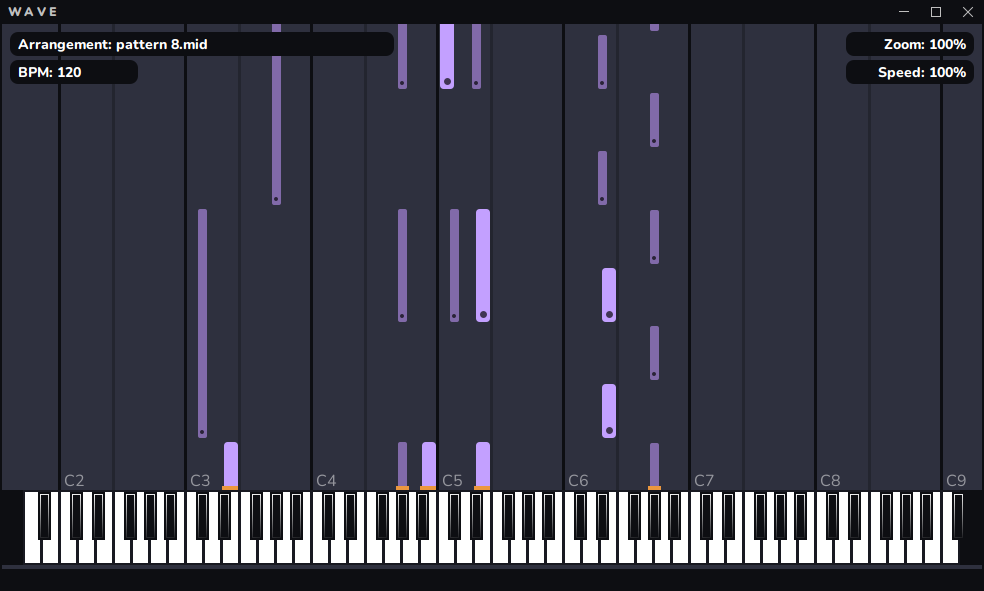 WAVE
Arrangement: pattern 8.mid
Zoom: 100%
BPM: 120
Speed: 100%
C2 C3 C4 C5 C6 C7 C8 C9